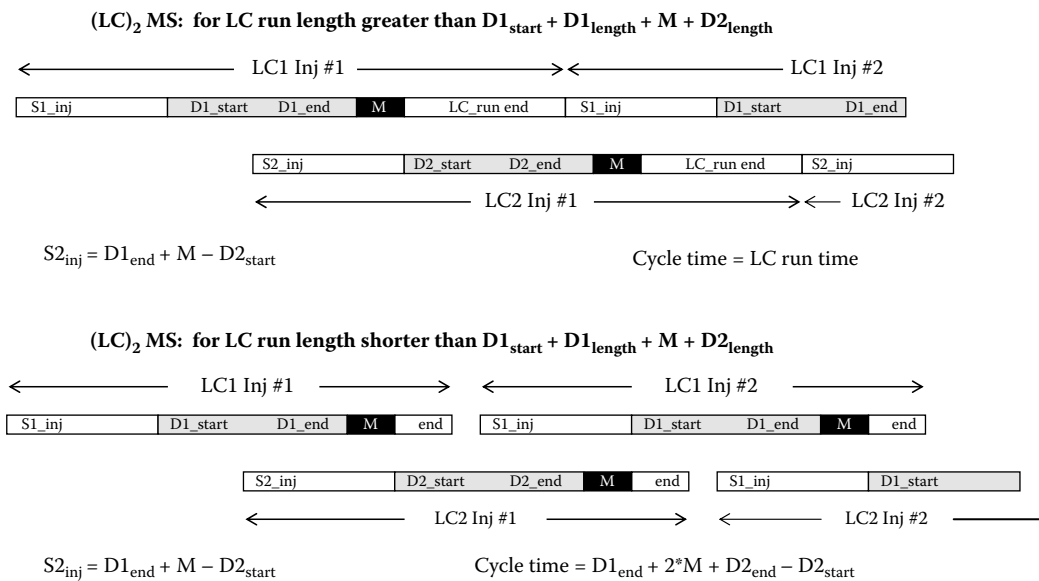 (LC)₂ MS: for LC run length greater than D1start + D1length + M + D2length
LC1 Inj #1 LC1 Inj #2
S1_inj D1_start D1_end M LC_run end S1_inj D1_start D1_end
S2_inj D2_start D2_end M LC_run end S2_inj
LC2 Inj #1 LC2 Inj #2
S2inj = D1end + M – D2start Cycle time = LC run time
(LC)₂ MS: for LC run length shorter than D1start + D1length + M + D2length
LC1 Inj #1 LC1 Inj #2
S1_inj D1_start D1_end M end S1_inj D1_start D1_end M end
S2_inj D2_start D2_end M end S1_inj D1_start
LC2 Inj #1 LC2 Inj #2
S2inj = D1end + M – D2start Cycle time = D1end + 2*M + D2end – D2start